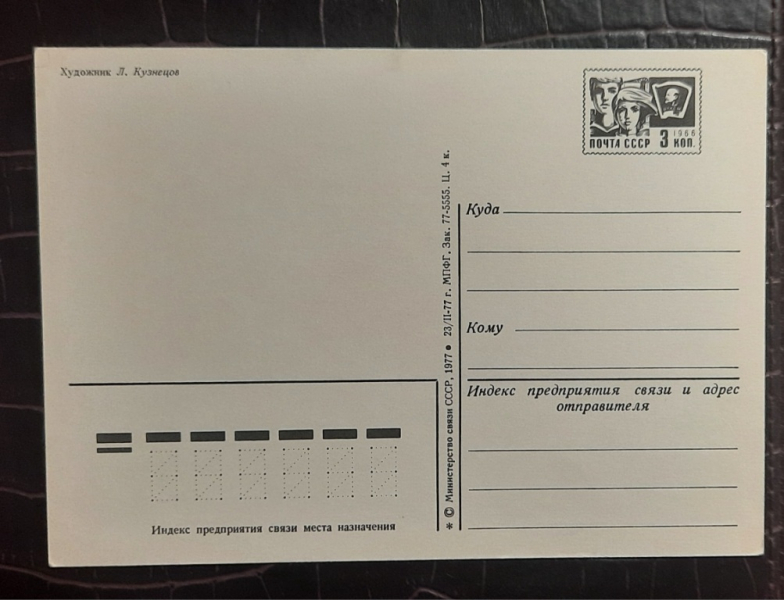 Художник Л. Кузнецов
1966
ПОЧТА СССР 3 КОП.
Куда
Кому
Индекс предприятия связи и адрес
отправителя
* © Министерство связи СССР, 1977 ● 23/II-77 г. МПФГ. Зак. 77-5555. Ц. 4 к.
Индекс предприятия связи места назначения